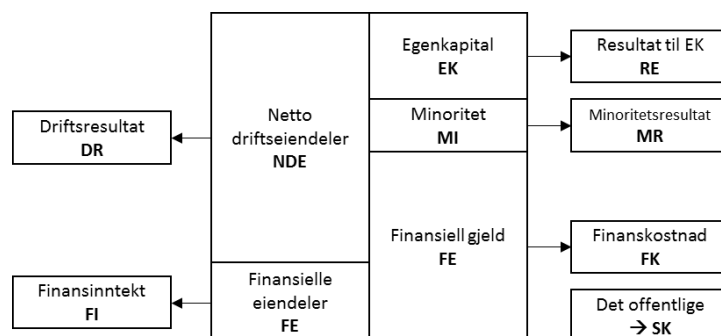 Driftsresultat
DR
Finansinntekt
FI
Netto
driftseiendeler
NDE
Finansielle
eiendeler
FE
Egenkapital
EK
Minoritet
MI
Finansiell gjeld
FE
Resultat til EK
RE
Minoritetsresultat
MR
Finanskostnad
FK
Det offentlige
→ SK